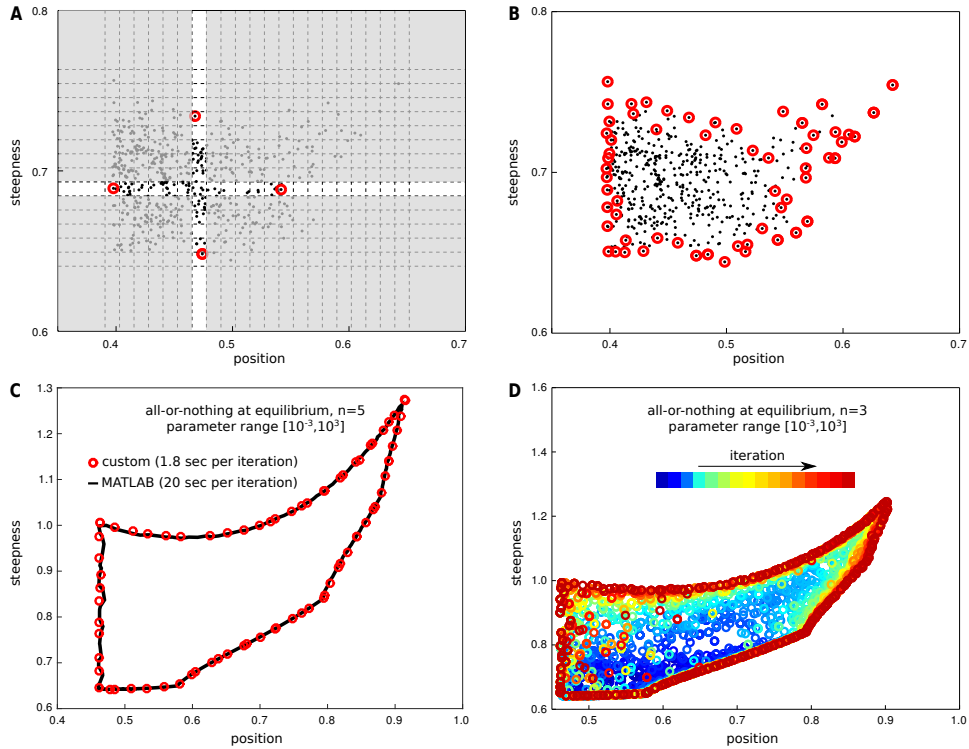 A
0.8
0.7
0.6
steepness
0.4
0.5
0.6
0.7
position
B
0.8
0.7
0.6
steepness
0.4
0.5
0.6
0.7
position
C
1.3
1.2
1.1
1.0
0.9
0.8
0.7
0.6
steepness
all-or-nothing at equilibrium, n=5
parameter range [10⁻³,10³]
custom (1.8 sec per iteration)
MATLAB (20 sec per iteration)
0.4
0.5
0.6
0.7
0.8
0.9
1.0
position
D
1.6
1.4
1.2
1.0
0.8
0.6
steepness
all-or-nothing at equilibrium, n=3
parameter range [10⁻³,10³]
iteration
0.5
0.6
0.7
0.8
0.9
1.0
position